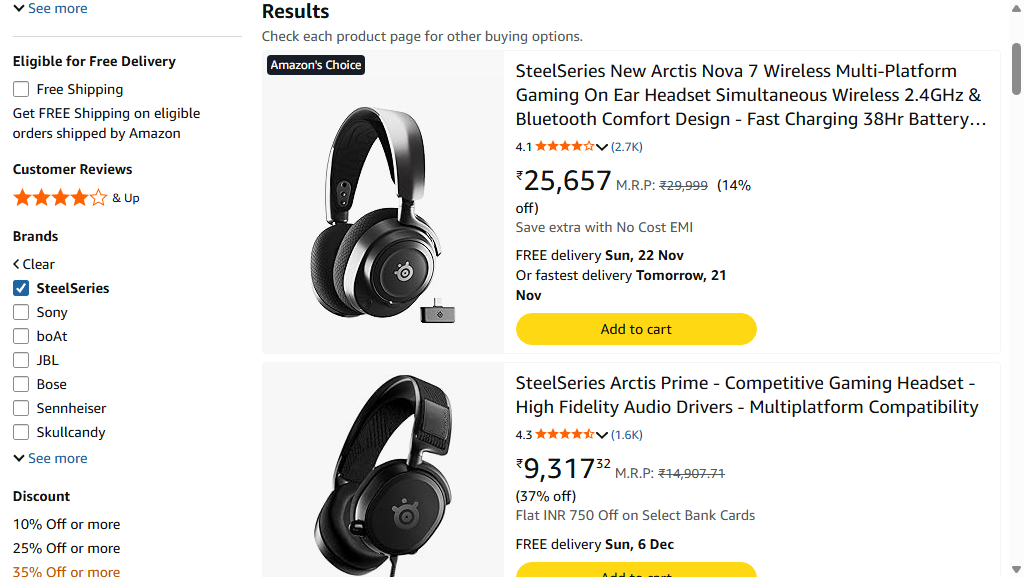 See more
Eligible for Free Delivery
Free Shipping
Get FREE Shipping on eligible
orders shipped by Amazon
Customer Reviews
& Up
Brands
Clear
SteelSeries
Sony
boAt
JBL
Bose
Sennheiser
Skullcandy
See more
Discount
10% Off or more
25% Off or more
35% Off or more
Results
Check each product page for other buying options.
Amazon's Choice
SteelSeries New Arctis Nova 7 Wireless Multi-Platform
Gaming On Ear Headset Simultaneous Wireless 2.4GHz &
Bluetooth Comfort Design - Fast Charging 38Hr Battery…
4.1 (2.7K)
₹25,657 M.R.P: ₹29,999 (14%
off)
Save extra with No Cost EMI
FREE delivery Sun, 22 Nov
Or fastest delivery Tomorrow, 21
Nov
Add to cart
SteelSeries Arctis Prime - Competitive Gaming Headset -
High Fidelity Audio Drivers - Multiplatform Compatibility
4.3 (1.6K)
₹9,317 32 M.R.P: ₹14,907.71
(37% off)
Flat INR 750 Off on Select Bank Cards
FREE delivery Sun, 6 Dec
Add to cart